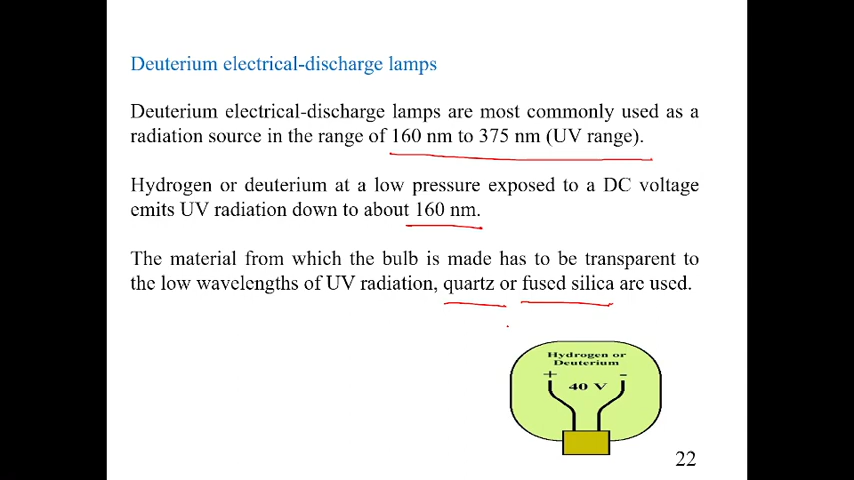 Deuterium electrical-discharge lamps
Deuterium electrical-discharge lamps are most commonly used as a
radiation source in the range of 160 nm to 375 nm (UV range).
Hydrogen or deuterium at a low pressure exposed to a DC voltage
emits UV radiation down to about 160 nm.
The material from which the bulb is made has to be transparent to
the low wavelengths of UV radiation, quartz or fused silica are used.
Hydrogen or
Deuterium
+ -
40 V
22